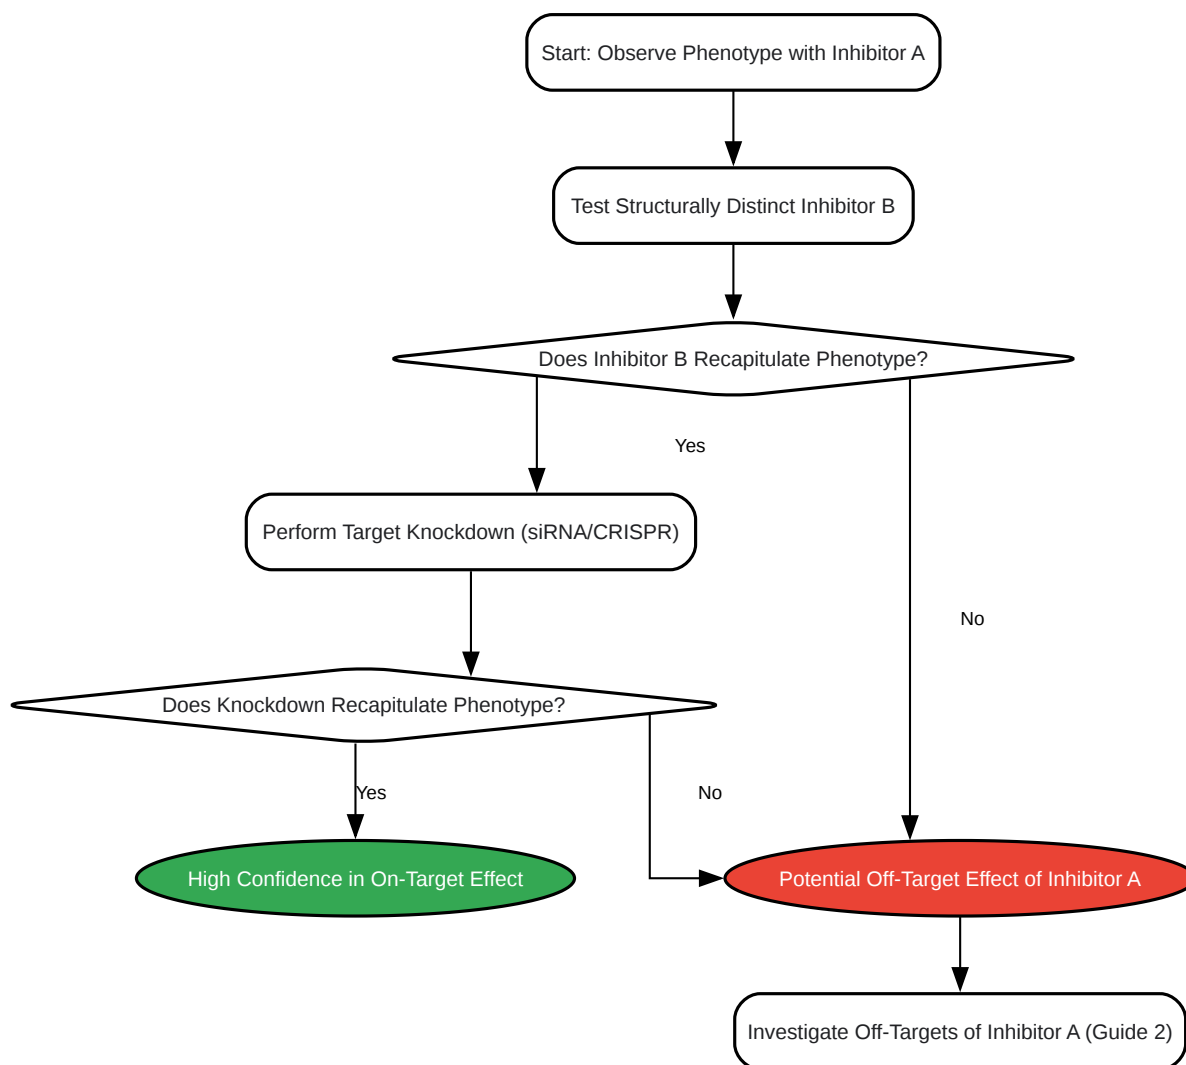 Start: Observe Phenotype with Inhibitor A
Test Structurally Distinct Inhibitor B
Does Inhibitor B Recapitulate Phenotype?
Yes
Perform Target Knockdown (siRNA/CRISPR)
No
Does Knockdown Recapitulate Phenotype?
Yes
No
High Confidence in On-Target Effect
Potential Off-Target Effect of Inhibitor A
Investigate Off-Targets of Inhibitor A (Guide 2)